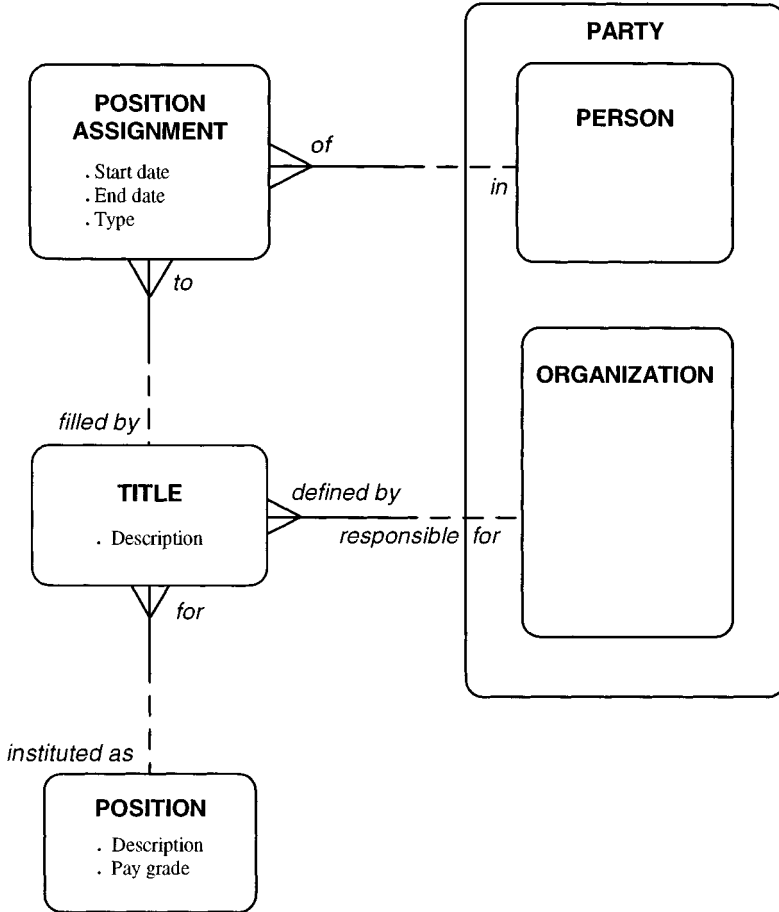 PARTY
POSITION
ASSIGNMENT
. Start date
. End date
. Type
PERSON
of
in
to
filled by
ORGANIZATION
TITLE
. Description
defined by
responsible for
for
instituted as
POSITION
. Description
. Pay grade